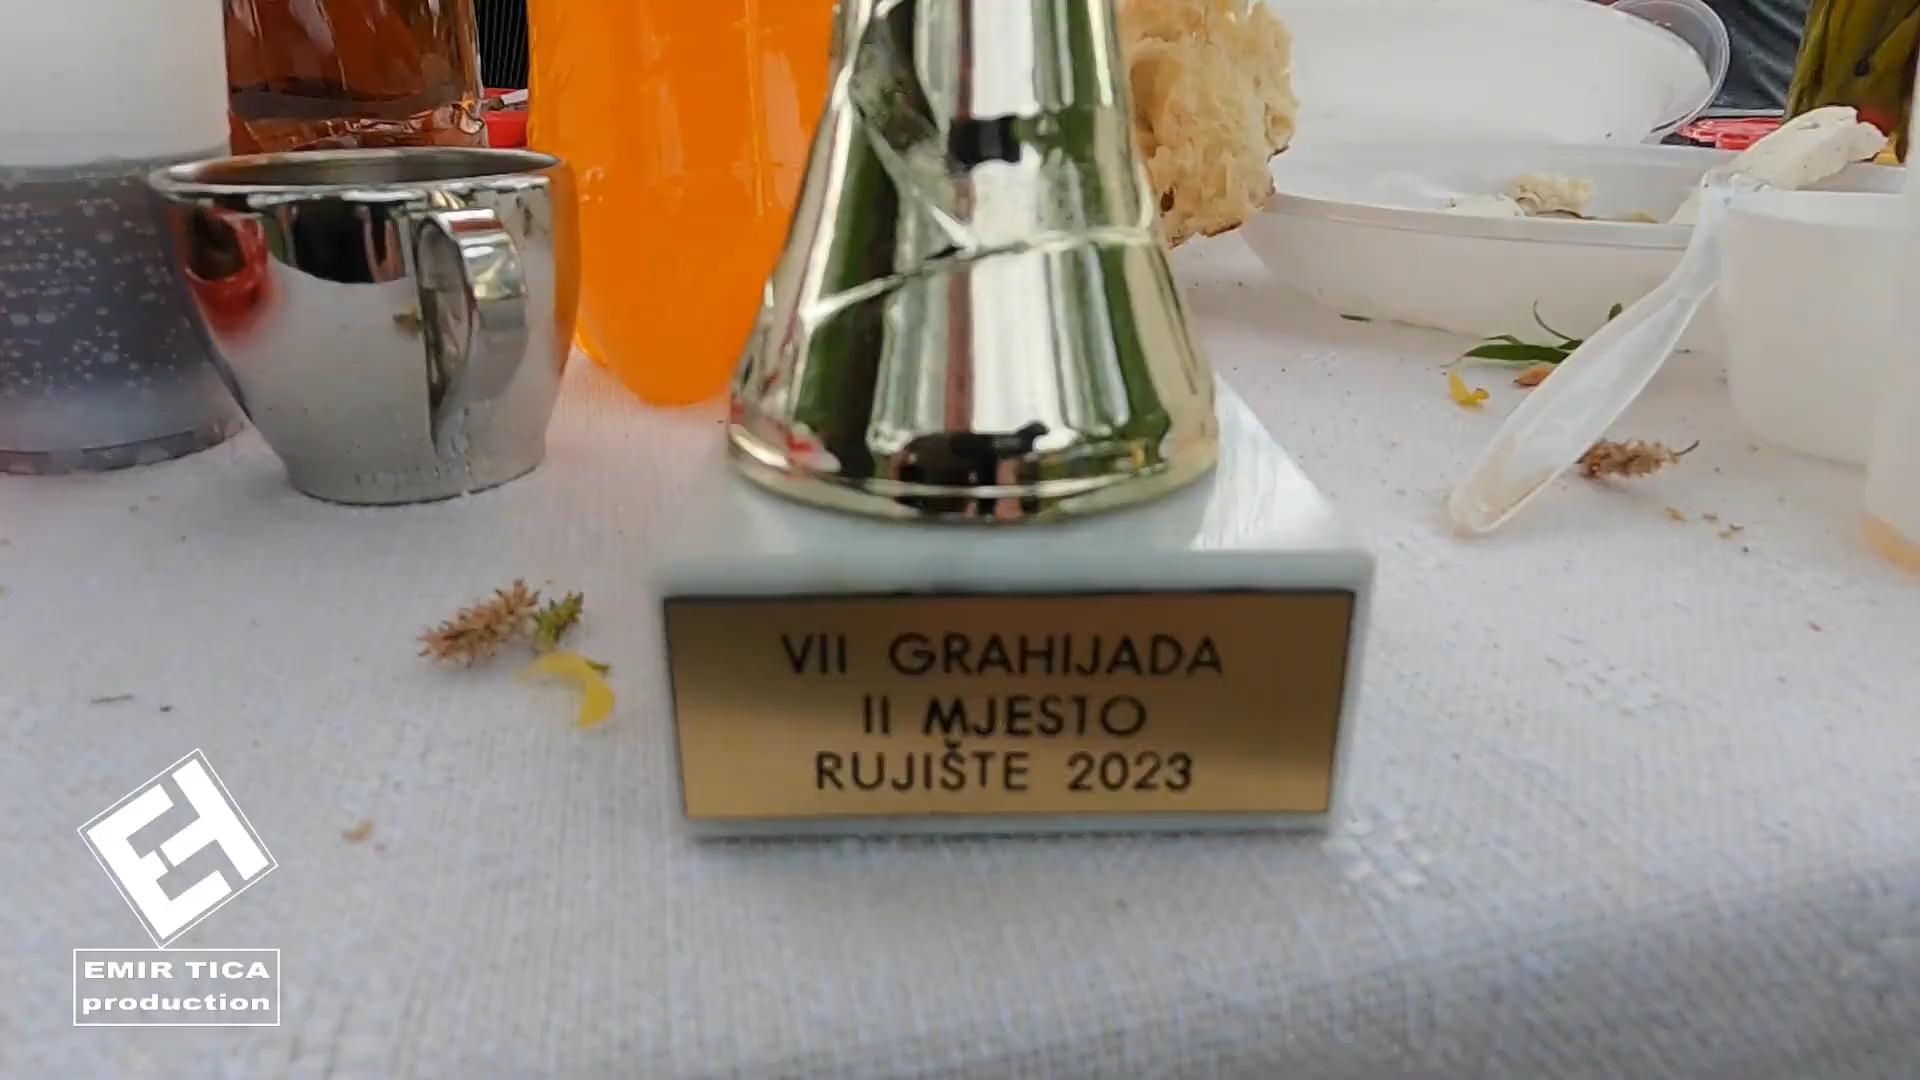 VII GRAHIJADA
II MJESTO
RUJIŠTE 2023
EMIR TICA
production